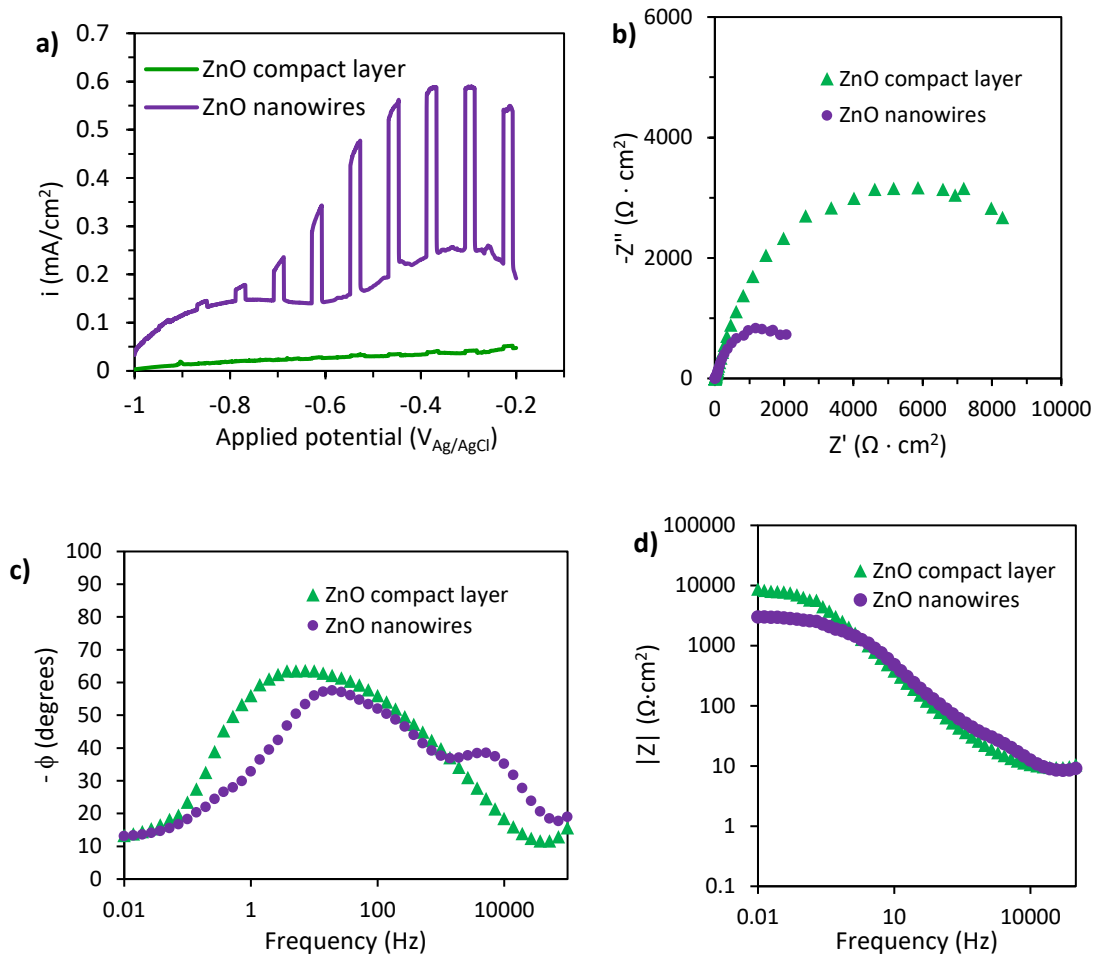 a)
0.7
0.6
0.5
0.4
0.3
0.2
0.1
0
i (mA/cm²)
ZnO compact layer
ZnO nanowires
-1
-0.8
-0.6
-0.4
-0.2
Applied potential (V_Ag/AgCl)
b)
6000
4000
2000
0
-Z'' (Ω · cm²)
ZnO compact layer
ZnO nanowires
0
2000
4000
6000
8000
10000
Z' (Ω · cm²)
c)
100
90
80
70
60
50
40
30
20
10
0
- ϕ (degrees)
ZnO compact layer
ZnO nanowires
0.01
1
100
10000
Frequency (Hz)
d)
100000
10000
1000
100
10
1
0.1
|Z| (Ω·cm²)
ZnO compact layer
ZnO nanowires
0.01
10
10000
Frequency (Hz)